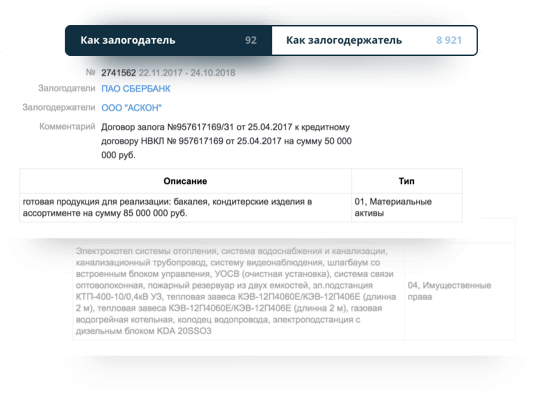 Как залогодатель 92 Как залогодержатель 8 921
№ 2741562 22.11.2017 - 24.10.2018
Залогодатели ПАО СБЕРБАНК
Залогодержатели ООО "АСКОН"
Комментарий Договор залога №957617169/31 от 25.04.2017 к кредитному
договору НВКЛ № 957617169 от 25.04.2017 на сумму 50 000
000 руб.
Описание Тип
готовая продукция для реализации: бакалея, кондитерские изделия в
ассортименте на сумму 85 000 000 руб.
01, Материальные
активы
Электрокотел системы отопления, система водоснабжения и канализации,
канализационный трубопровод, систему видеонаблюдения, шлагбаум со
встроенным блоком управления, УОСВ (очистная установка), система связи
оптоволоконная, пожарный резервуар из двух емкостей, эл.подстанция
КТП-400-10/0,4кВ У3, тепловая завеса КЭВ-12П4060Е/КЭВ-12П406Е (длинна
2 м), тепловая завеса КЭВ-12П4060Е/КЭВ-12П406Е (длинна 2 м), газовая
водогрейная котельная, колодец водопровода, электроподстанция с
дизельным блоком KDA 20SSO3
04, Имущественные
права